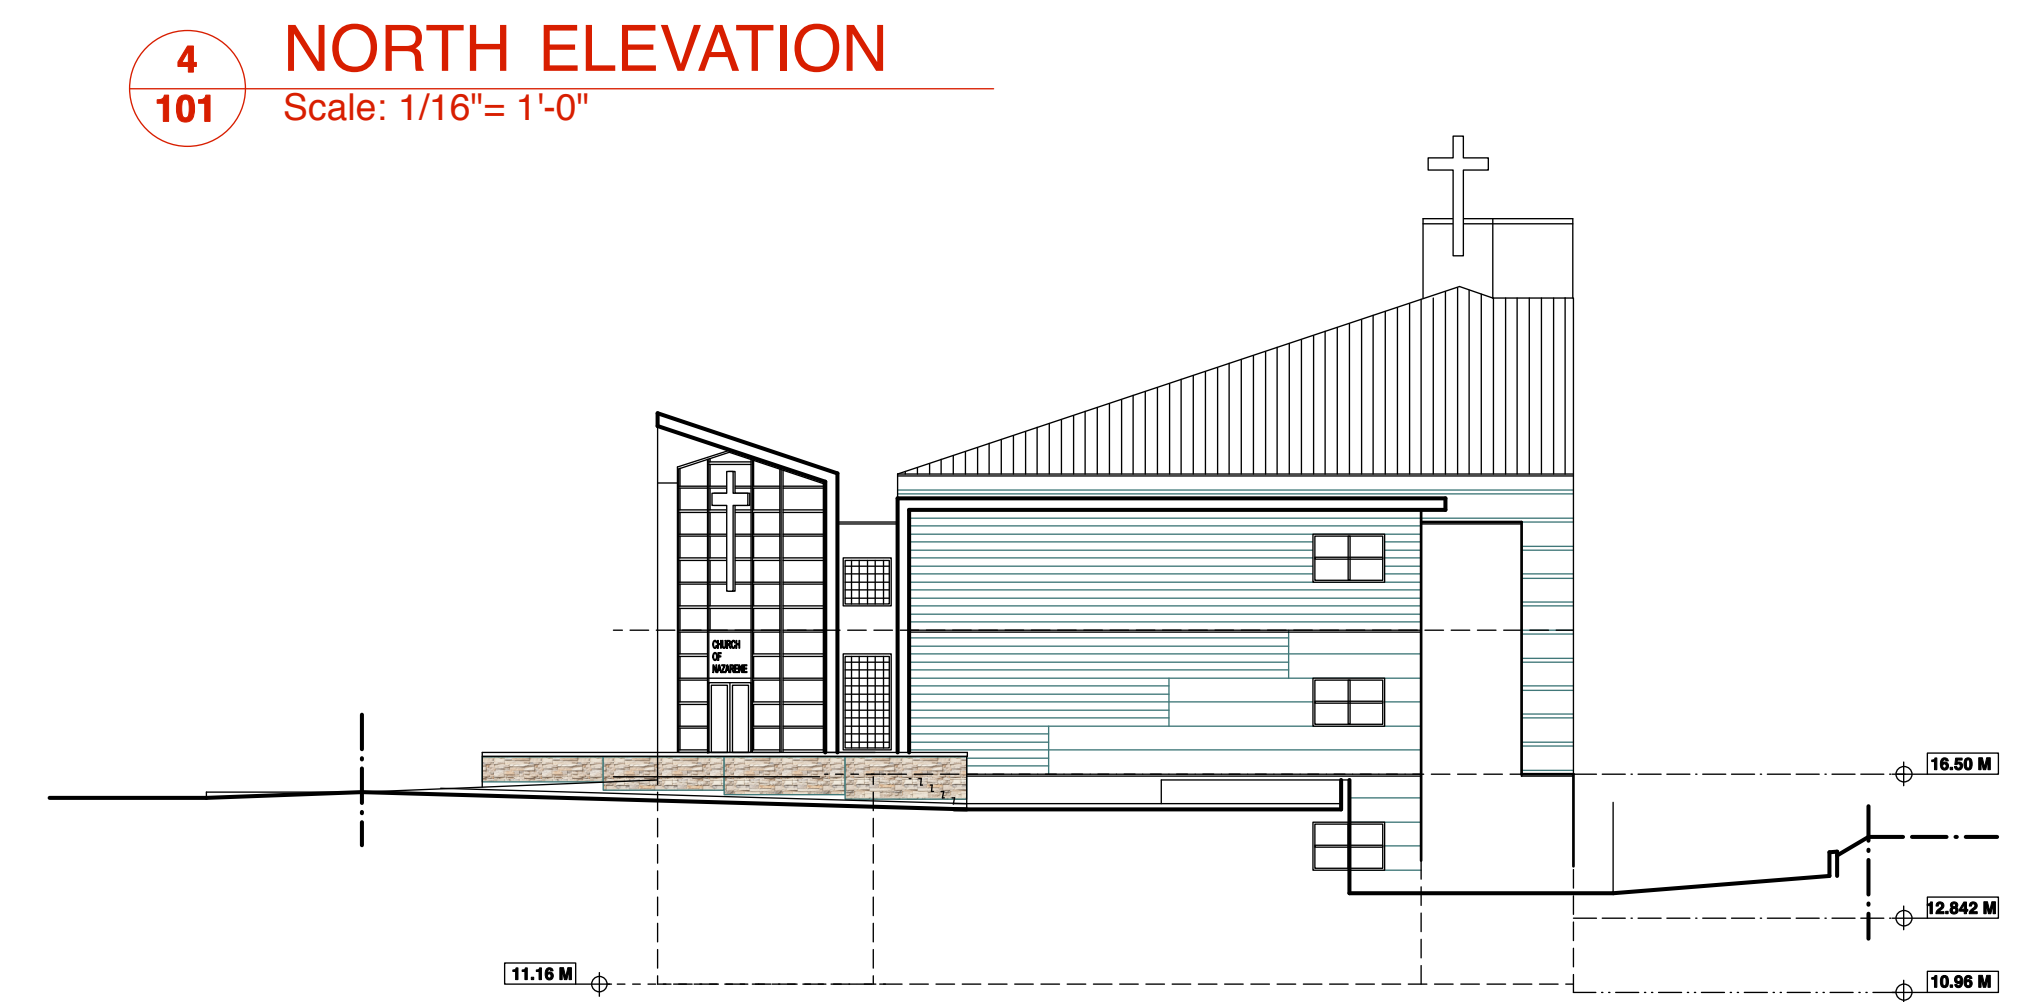 4
101
NORTH ELEVATION
Scale: 1/16"= 1'-0"
CHURCH
OF
NAZARENE
16.50 M
12.842 M
11.16 M
10.96 M